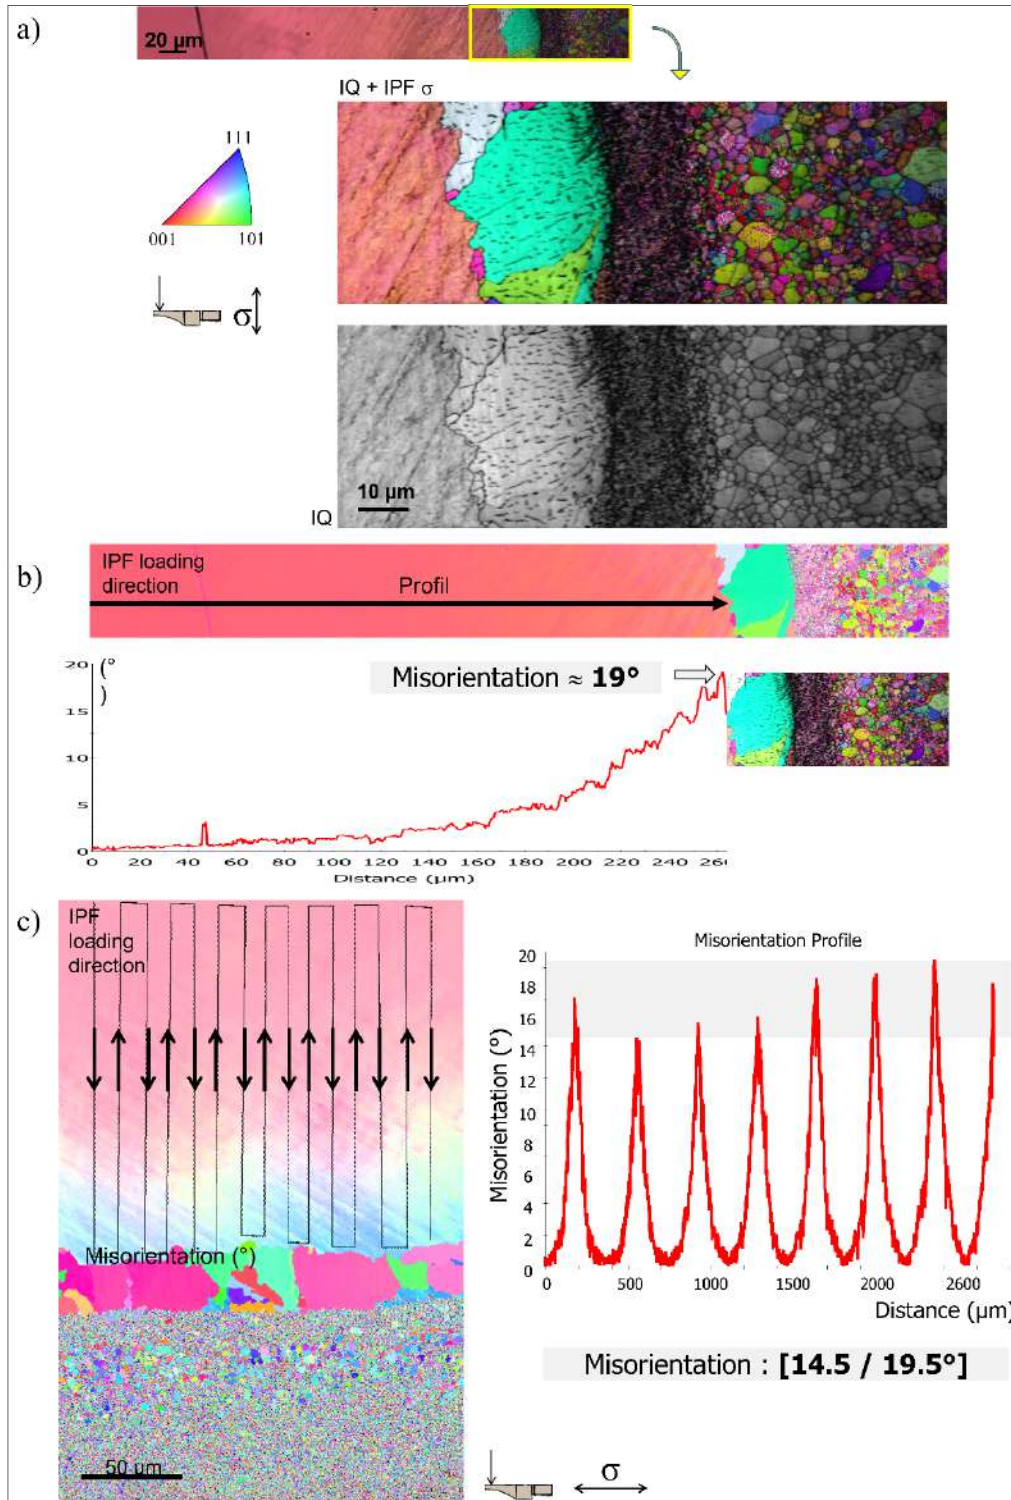 a)
20 µm
IQ + IPF σ
111
001
101
σ
10 µm
IQ
b)
IPF loading
direction
Profil
20
(°
)
Misorientation ≈ 19°
15
10
5
0
0 20 40 60 80 100 120 140 160 180 200 220 240 26
Distance (µm)
c)
IPF
loading
direction
Misorientation (°)
50 µm
Misorientation Profile
20
18
16
14
12
10
8
6
4
2
0
Misorientation (°)
0 500 1000 1500 2000 2600
Distance (µm)
Misorientation : [14.5 / 19.5°]
σ